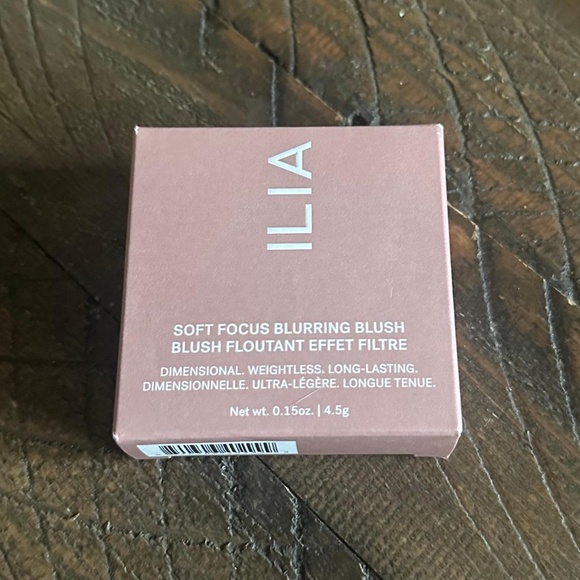 ILIA
SOFT FOCUS BLURRING BLUSH
BLUSH FLOUTANT EFFET FILTRE
DIMENSIONAL. WEIGHTLESS. LONG-LASTING.
DIMENSIONNELLE. ULTRA-LÉGÈRE. LONGUE TENUE.
Net wt. 0.15oz. | 4.5g